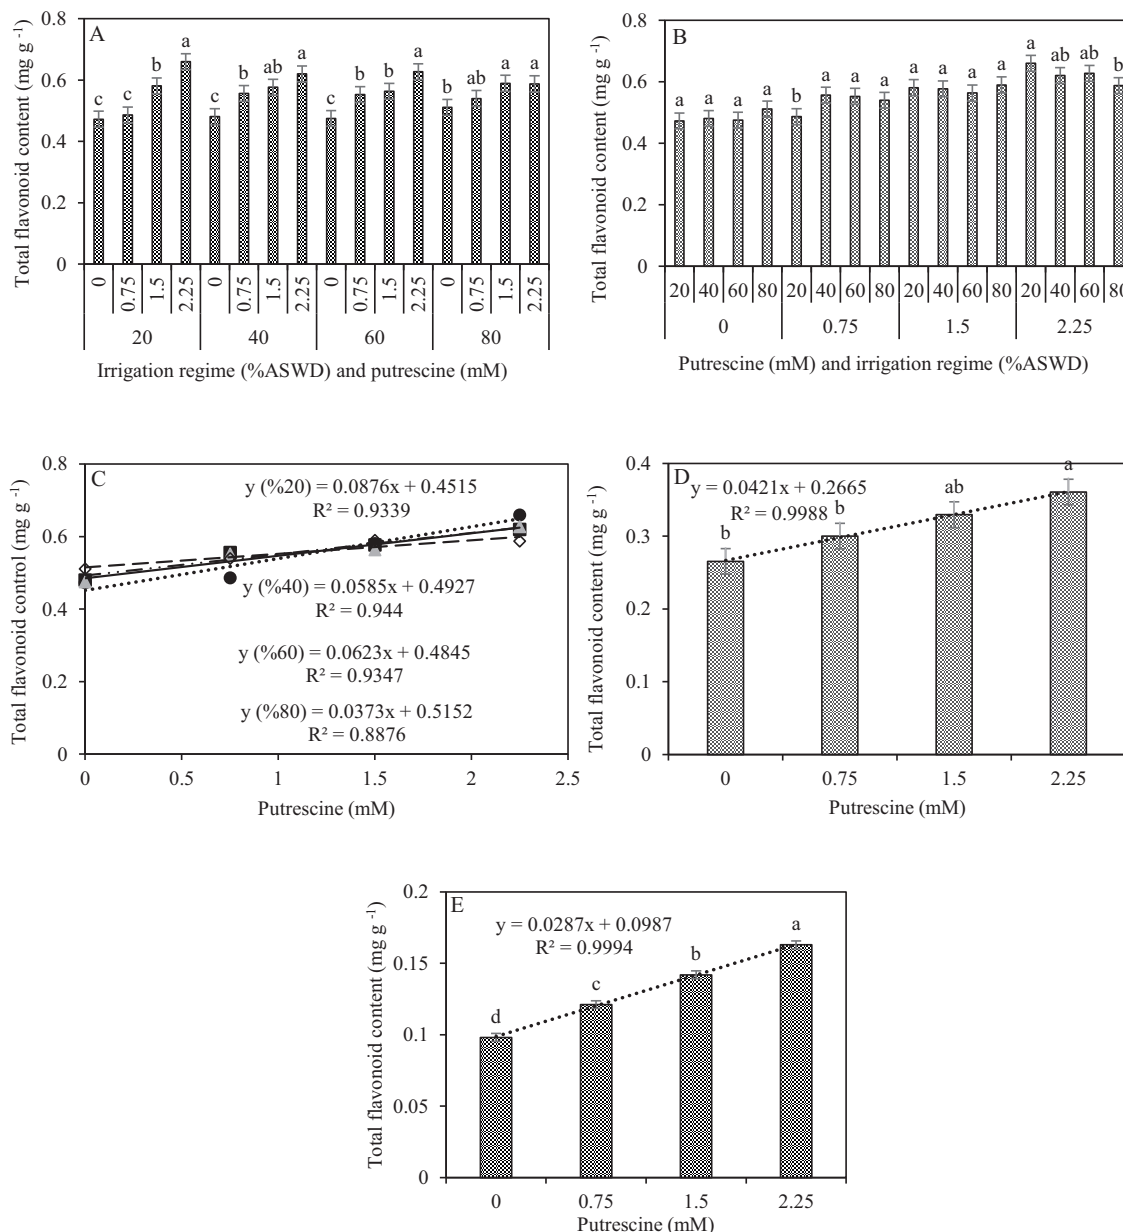 A
Total flavonoid content (mg g -1)
0.8
0.6
0.4
0.2
0
c c b a c b ab a c b b a b ab a a
0 0.75 1.5 2.25 0 0.75 1.5 2.25 0 0.75 1.5 2.25 0 0.75 1.5 2.25
20 40 60 80
Irrigation regime (%ASWD) and putrescine (mM)
B
Total flavonoid content (mg g -1)
0.8
0.6
0.4
0.2
0
a a a a b a a a a a a a a ab ab b
20 40 60 80 20 40 60 80 20 40 60 80 20 40 60 80
0 0.75 1.5 2.25
Putrescine (mM) and irrigation regime (%ASWD)
C
Total flavonoid control (mg g -1)
0.8
0.6
0.4
0.2
0
y (%20) = 0.0876x + 0.4515
R² = 0.9339
y (%40) = 0.0585x + 0.4927
R² = 0.944
y (%60) = 0.0623x + 0.4845
R² = 0.9347
y (%80) = 0.0373x + 0.5152
R² = 0.8876
0 0.5 1 1.5 2 2.5
Putrescine (mM)
D
Total flavonoid content (mg g -1)
0.4
0.3
0.2
0.1
0
y = 0.0421x + 0.2665
R² = 0.9988
b b ab a
0 0.75 1.5 2.25
Putrescine (mM)
E
Total flavonoid content (mg g -1)
0.2
0.15
0.1
0.05
0
y = 0.0287x + 0.0987
R² = 0.9994
d c b a
0 0.75 1.5 2.25
Putrescine (mM)